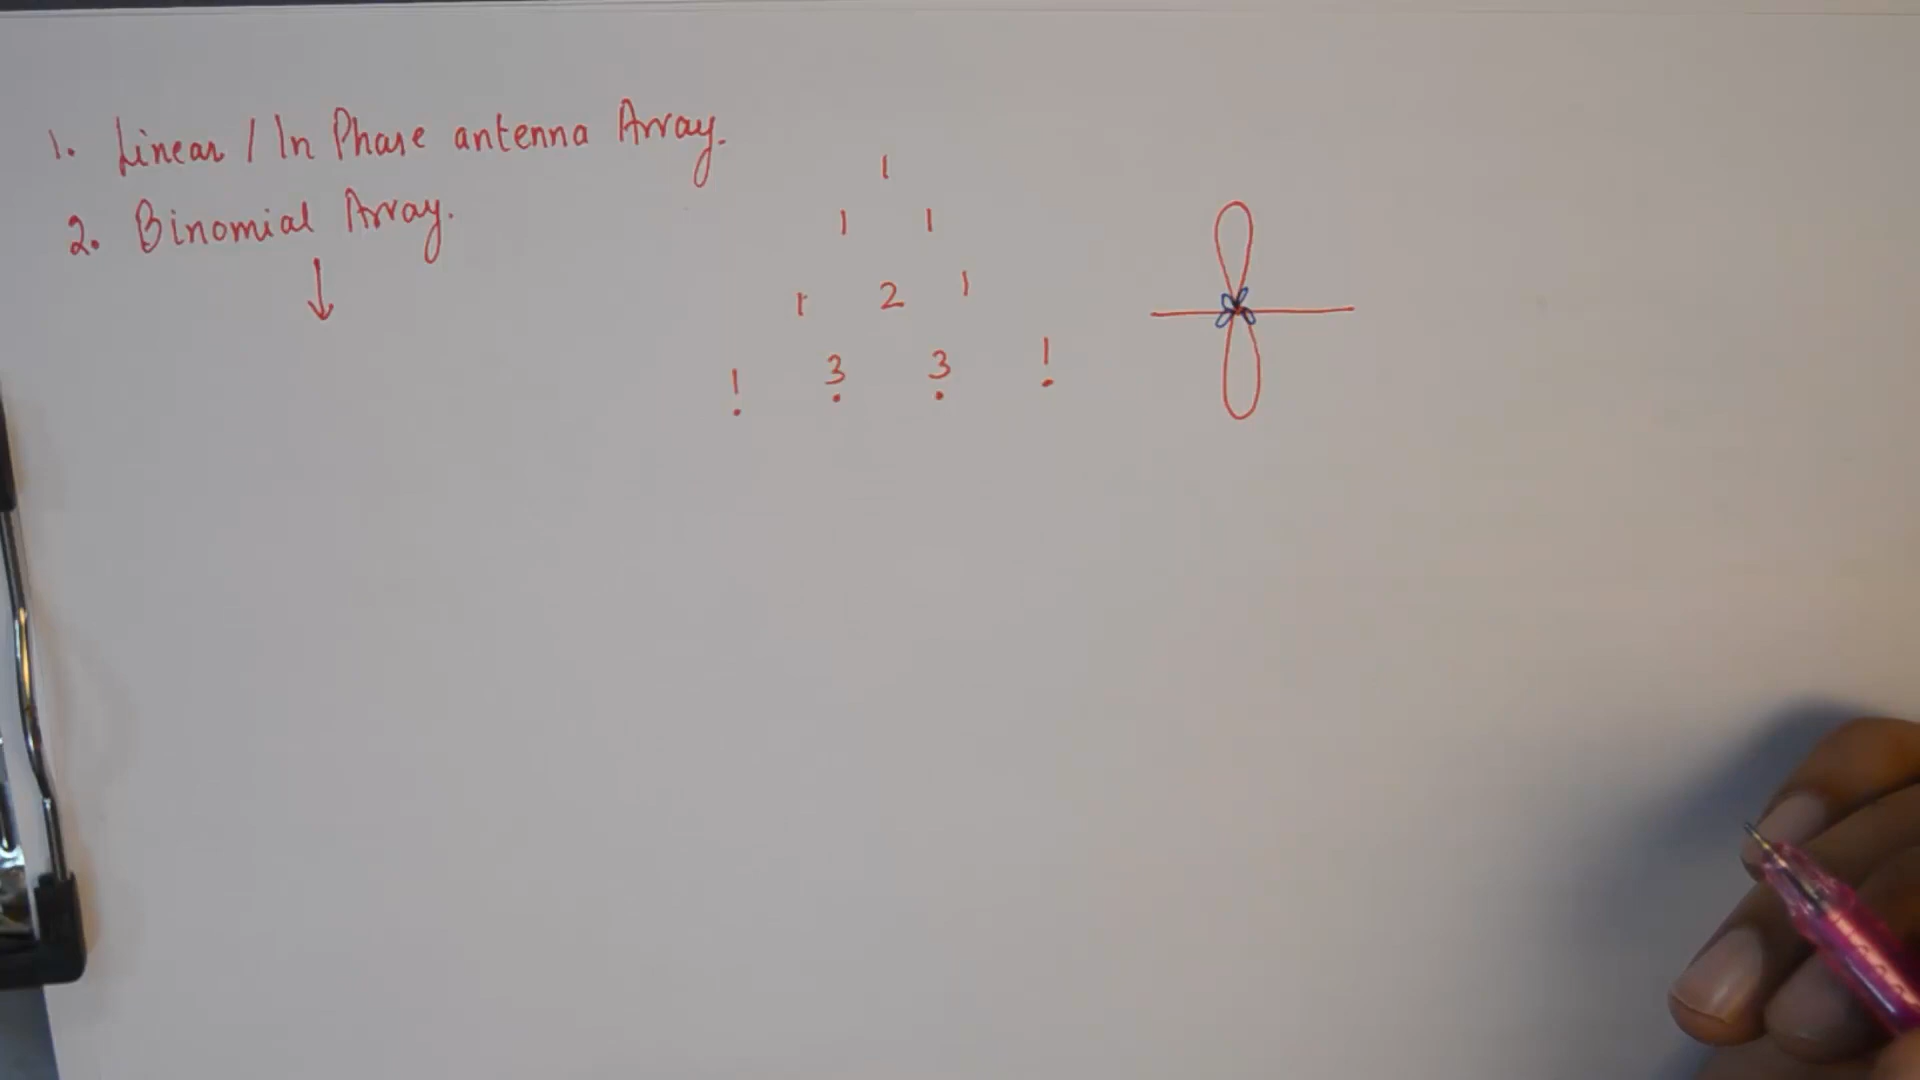 1. Linear / In Phase antenna Array.
2. Binomial Array.
1
1 1
1 2 1
1 3 3 1